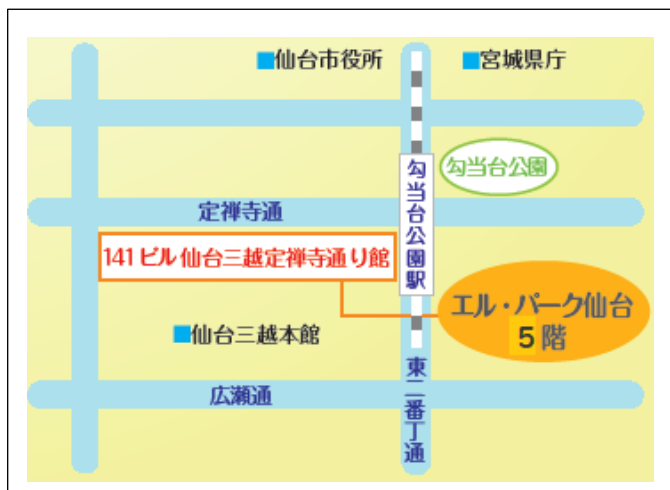 ■仙台市役所
■宮城県庁
勾当台公園
勾当台公園駅
定禅寺通
141ビル仙台三越定禅寺通り館
エル・パーク仙台
5階
■仙台三越本館
東二番丁通
広瀬通